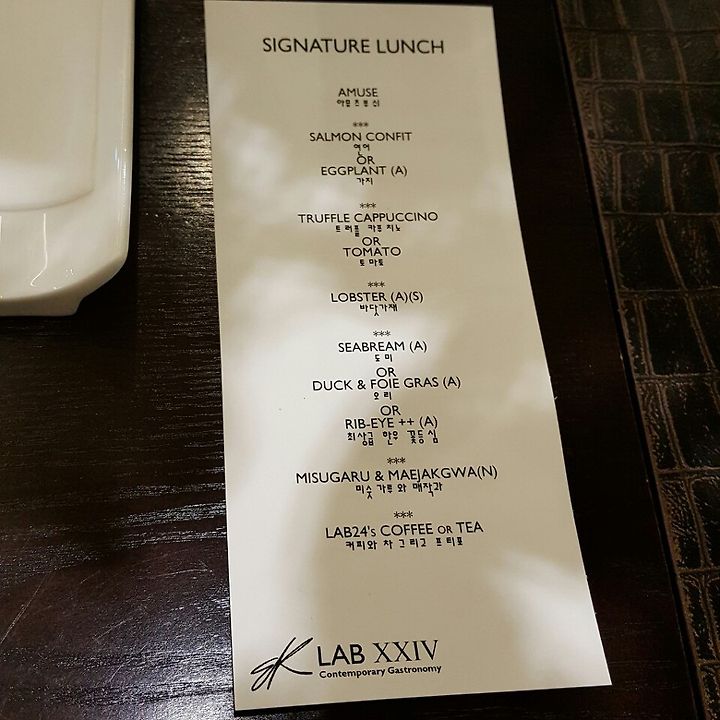 SIGNATURE LUNCH
AMUSE
아뮤즈부쉬
***
SALMON CONFIT
연어
OR
EGGPLANT (A)
가지
***
TRUFFLE CAPPUCCINO
트러플 카푸치노
OR
TOMATO
토마토
***
LOBSTER (A)(S)
바닷가재
***
SEABREAM (A)
도미
OR
DUCK & FOIE GRAS (A)
오리
OR
RIB-EYE ++ (A)
최상급 한우 꽃등심
***
MISUGARU & MAEJAKGWA(N)
미숫가루와 매작과
***
LAB24's COFFEE OR TEA
커피와 차 그리고 프티포
LAB XXIV
Contemporary Gastronomy